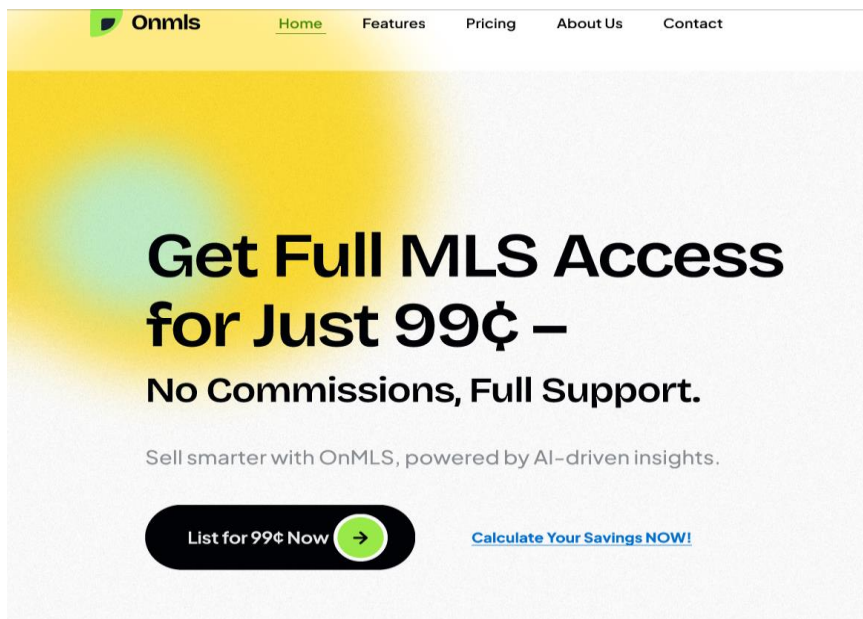 Onmls
Home Features Pricing About Us Contact
Get Full MLS Access
for Just 99¢ –
No Commissions, Full Support.
Sell smarter with OnMLS, powered by AI-driven insights.
List for 99¢ Now →
Calculate Your Savings NOW!